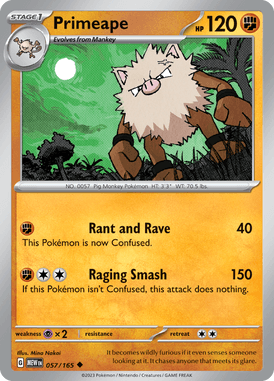 STAGE 1 Primeape HP 120
Evolves from Mankey
NO. 0057 Pig Monkey Pokémon HT: 3'3" WT: 70.5 lbs.
Rant and Rave 40
This Pokémon is now Confused.
Raging Smash 150
If this Pokémon isn't Confused, this attack does nothing.
weakness ×2 resistance retreat
Illus. Mina Nakai
MEW EN 057/165 ◆
It becomes wildly furious if it even senses someone
looking at it. It chases anyone that meets its glare.
©2023 Pokémon / Nintendo / Creatures / GAME FREAK